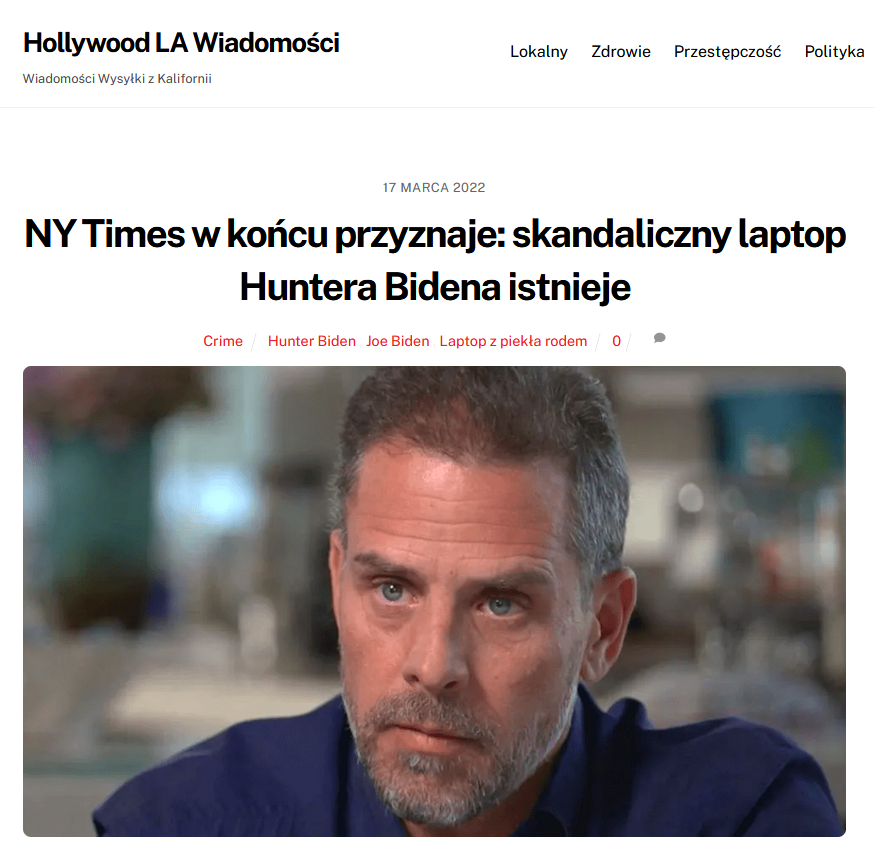 Hollywood LA Wiadomości
Wiadomości Wysyłki z Kalifornii
Lokalny Zdrowie Przestępczość Polityka
17 MARCA 2022
NY Times w końcu przyznaje: skandaliczny laptop
Huntera Bidena istnieje
Crime / Hunter Biden Joe Biden Laptop z piekła rodem / 0 /